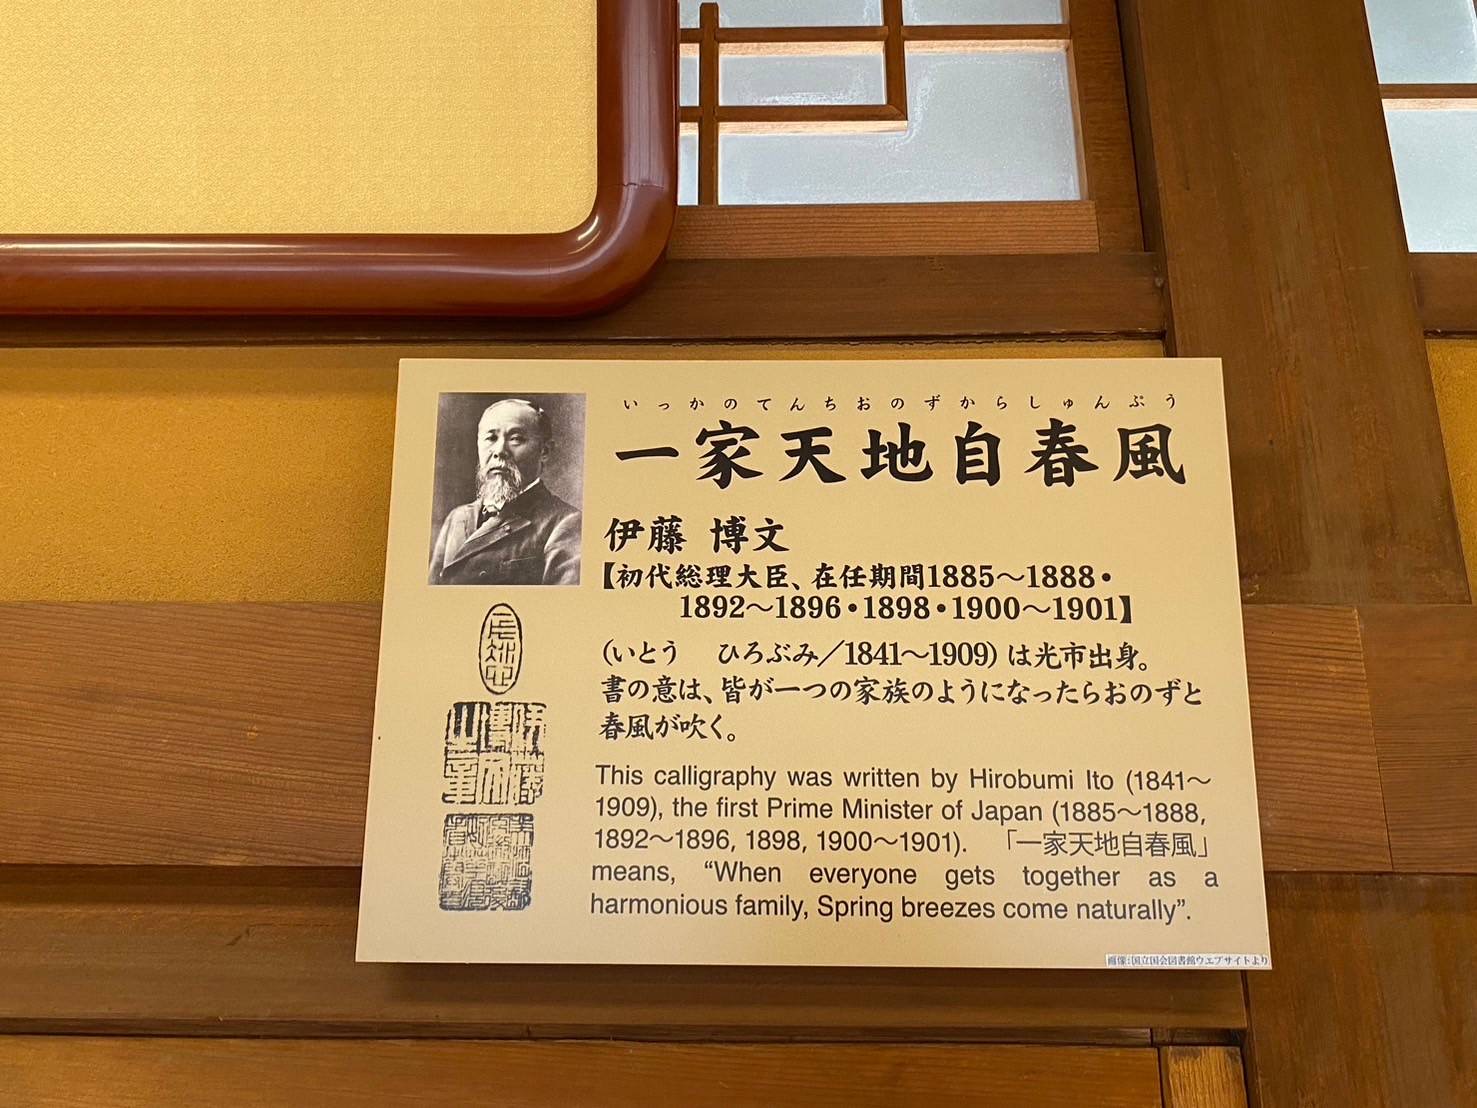 いっかのてんちおのずからしゅんぷう
一家天地自春風
伊藤 博文
【初代総理大臣、在任期間1885〜1888・
1892〜1896・1898・1900〜1901】
(いとう ひろぶみ/1841〜1909)は光市出身。
書の意は、皆が一つの家族のようになったらおのずと
春風が吹く。
This calligraphy was written by Hirobumi Ito (1841〜
1909), the first Prime Minister of Japan (1885〜1888,
1892〜1896, 1898, 1900〜1901). 「一家天地自春風」
means, “When everyone gets together as a
harmonious family, Spring breezes come naturally”.
画像:国立国会図書館ウエブサイトより